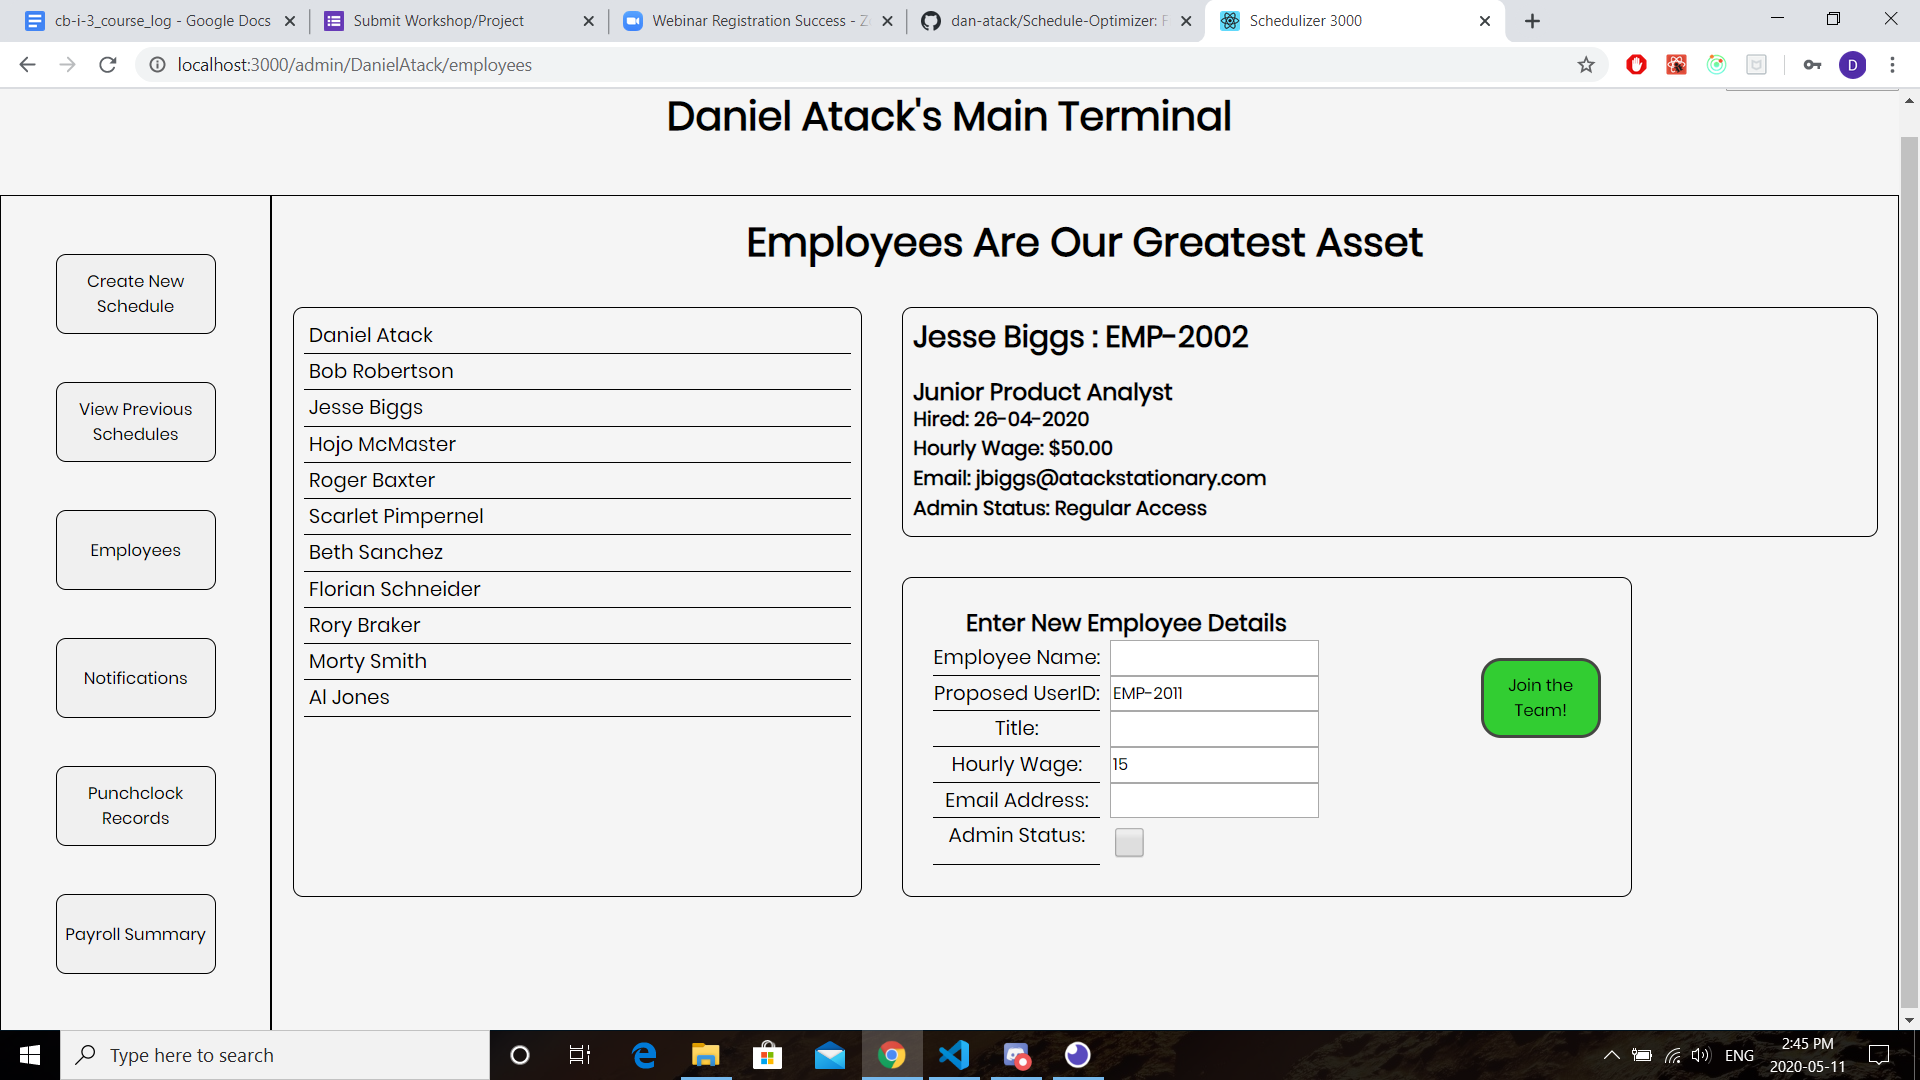 cb-i-3_course_log - Google Docs
Submit Workshop/Project
Webinar Registration Success - Z
dan-atack/Schedule-Optimizer: F
Schedulizer 3000
localhost:3000/admin/DanielAtack/employees
D
Daniel Atack's Main Terminal
Create New
Schedule
View Previous
Schedules
Employees
Notifications
Punchclock
Records
Payroll Summary
Employees Are Our Greatest Asset
Daniel Atack
Bob Robertson
Jesse Biggs
Hojo McMaster
Roger Baxter
Scarlet Pimpernel
Beth Sanchez
Florian Schneider
Rory Braker
Morty Smith
Al Jones
Jesse Biggs : EMP-2002
Junior Product Analyst
Hired: 26-04-2020
Hourly Wage: $50.00
Email: jbiggs@atackstationary.com
Admin Status: Regular Access
Enter New Employee Details
Employee Name:
Proposed UserID: EMP-2011
Title:
Hourly Wage: 15
Email Address:
Admin Status:
Join the
Team!
Type here to search
ENG
2:45 PM
2020-05-11